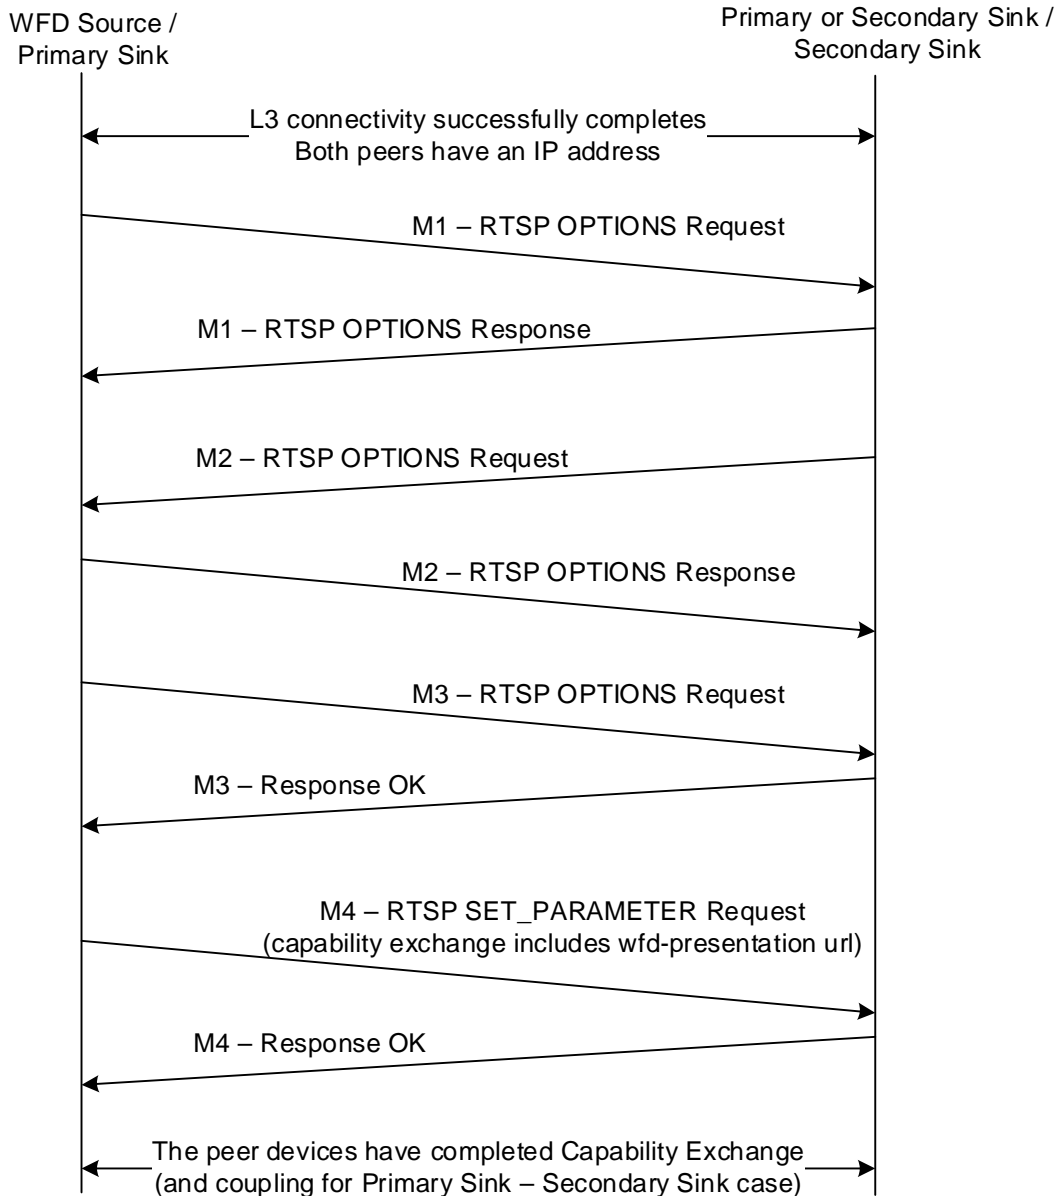 WFD Source /
Primary Sink
Primary or Secondary Sink /
Secondary Sink
L3 connectivity successfully completes
Both peers have an IP address
M1 – RTSP OPTIONS Request
M1 – RTSP OPTIONS Response
M2 – RTSP OPTIONS Request
M2 – RTSP OPTIONS Response
M3 – RTSP OPTIONS Request
M3 – Response OK
M4 – RTSP SET_PARAMETER Request
(capability exchange includes wfd-presentation url)
M4 – Response OK
The peer devices have completed Capability Exchange
(and coupling for Primary Sink – Secondary Sink case)